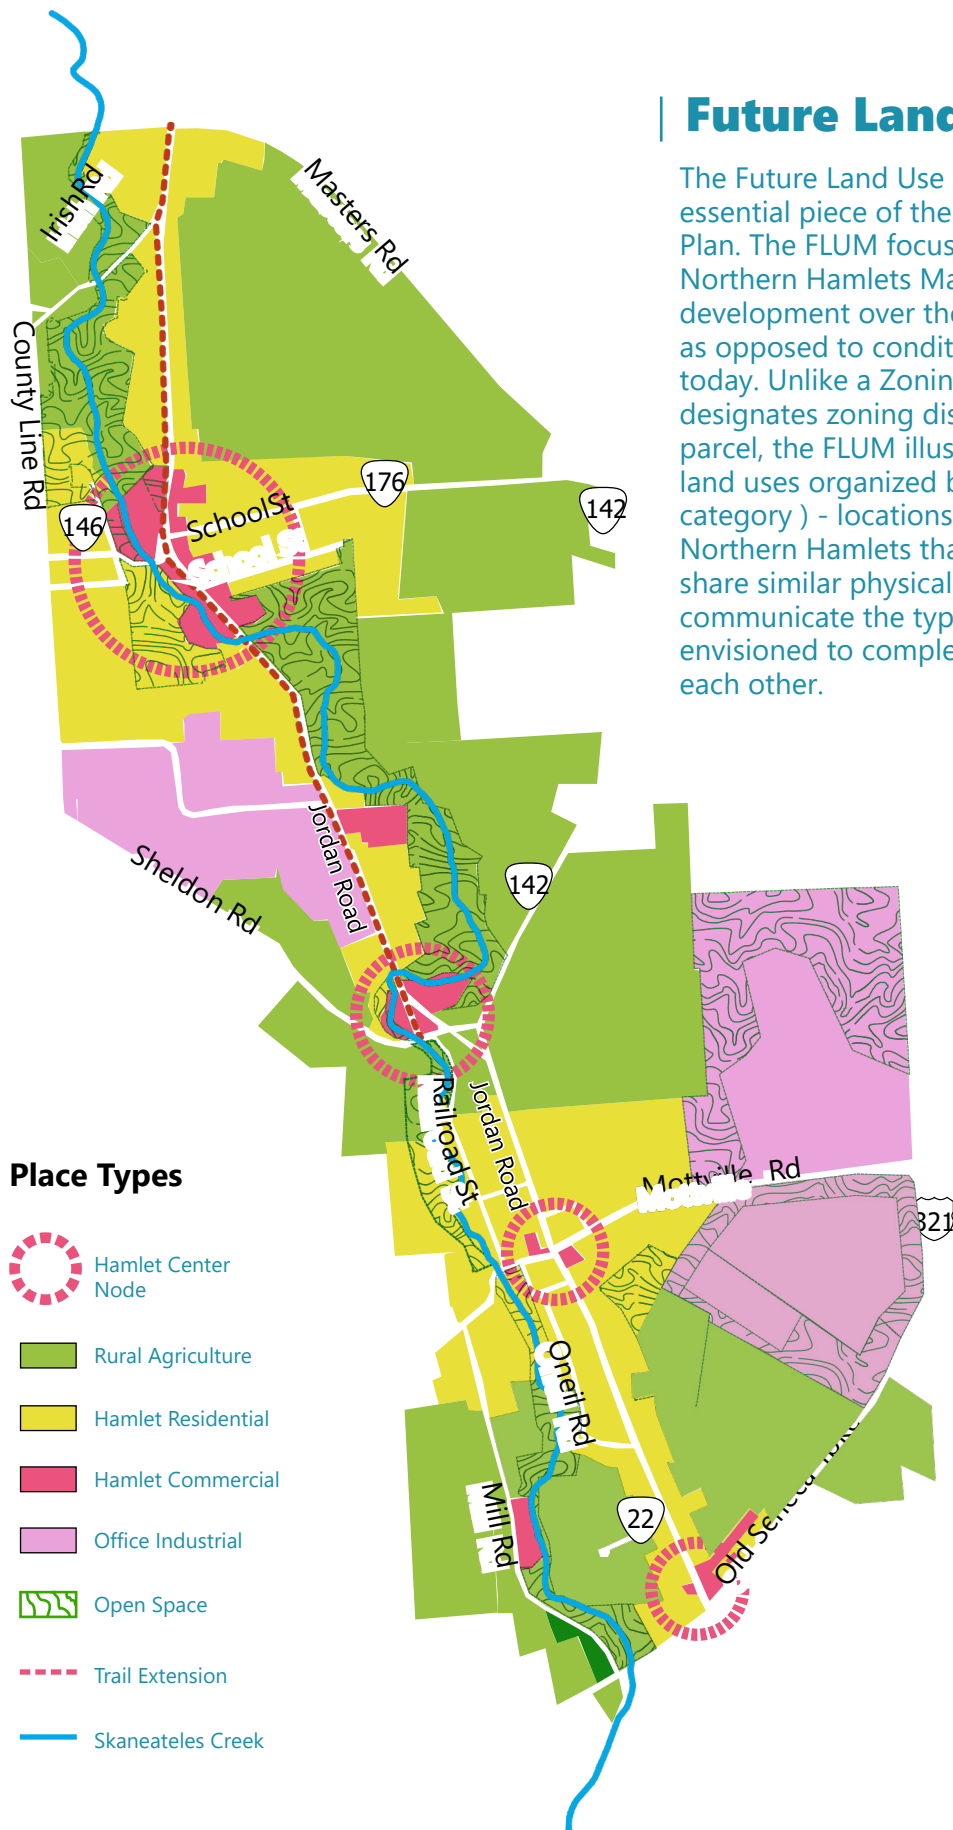 Future Land
The Future Land Use
essential piece of the
Plan. The FLUM focus
Northern Hamlets Ma
development over the
as opposed to condit
today. Unlike a Zonin
designates zoning dis
parcel, the FLUM illus
land uses organized b
category ) - locations
Northern Hamlets tha
share similar physical
communicate the typ
envisioned to comple
each other.
Irish Rd
Masters Rd
County Line Rd
176
142
146
School St
School St
Jordan Road
Sheldon Rd
142
Railroad St
Jordan Road
Mottville Rd
321
Oneil Rd
Mill Rd
22
Old Seneca
Place Types
Hamlet Center
Node
Rural Agriculture
Hamlet Residential
Hamlet Commercial
Office Industrial
Open Space
Trail Extension
Skaneateles Creek